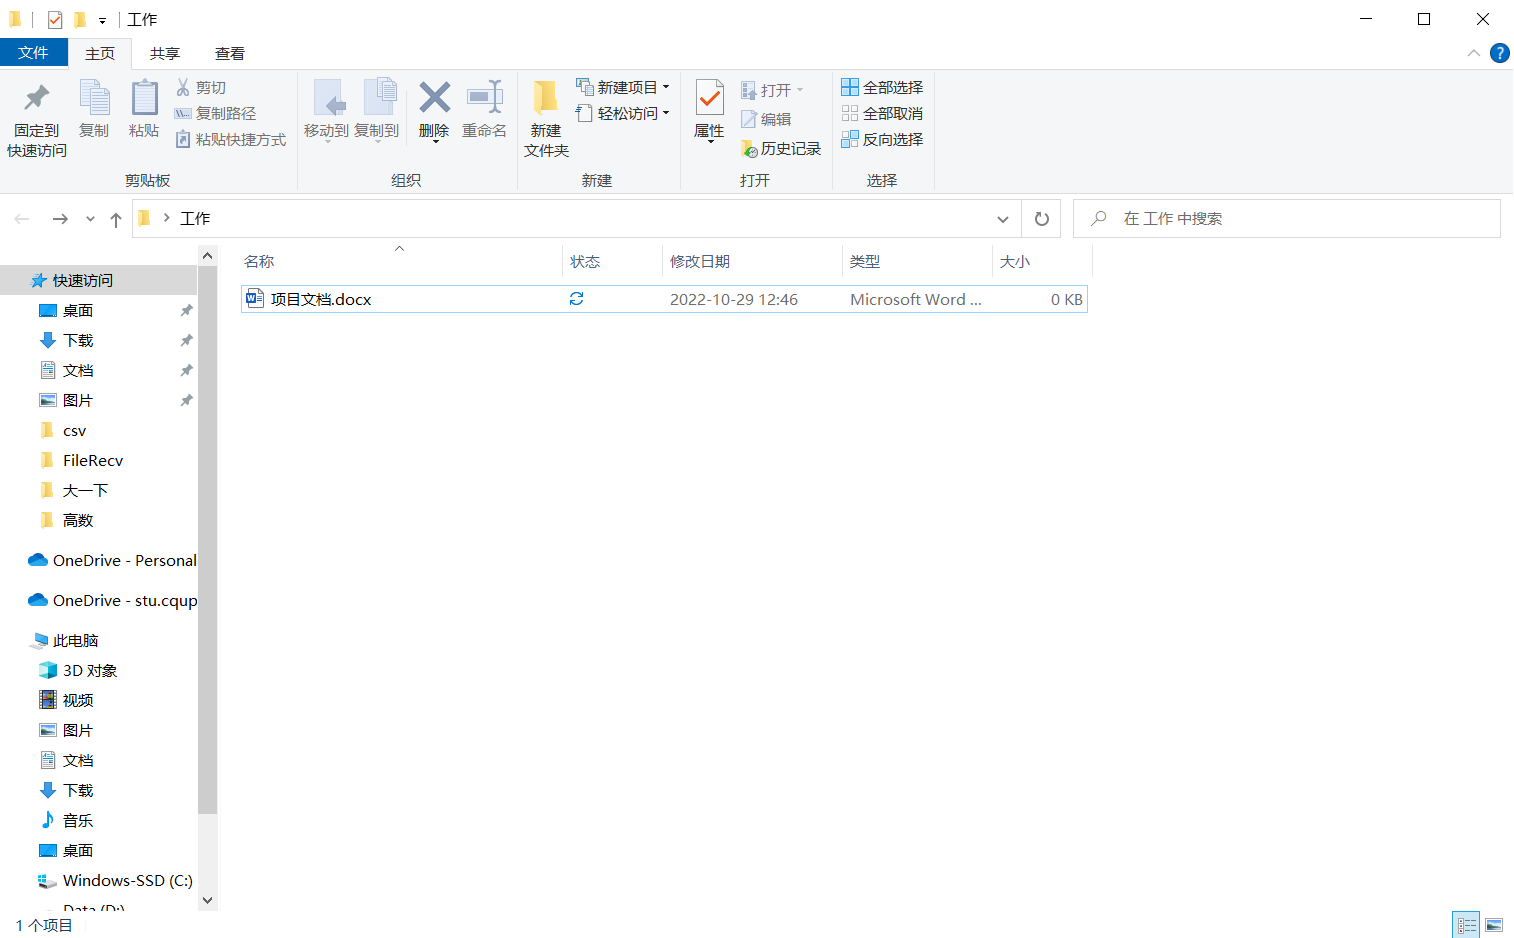 工作
文件
主页
共享
查看
?
固定到
快速访问
复制
粘贴
剪切
复制路径
粘贴快捷方式
剪贴板
移动到
复制到
删除
重命名
组织
新建
文件夹
新建项目
轻松访问
新建
属性
打开
编辑
历史记录
打开
全部选择
全部取消
反向选择
选择
工作
在 工作 中搜索
快速访问
桌面
下载
文档
图片
csv
FileRecv
大一下
高数
OneDrive - Personal
OneDrive - stu.cqup
此电脑
3D 对象
视频
图片
文档
下载
音乐
桌面
Windows-SSD (C:)
Data (D:)
名称
状态
修改日期
类型
大小
项目文档.docx
2022-10-29 12:46
Microsoft Word ...
0 KB
1 个项目